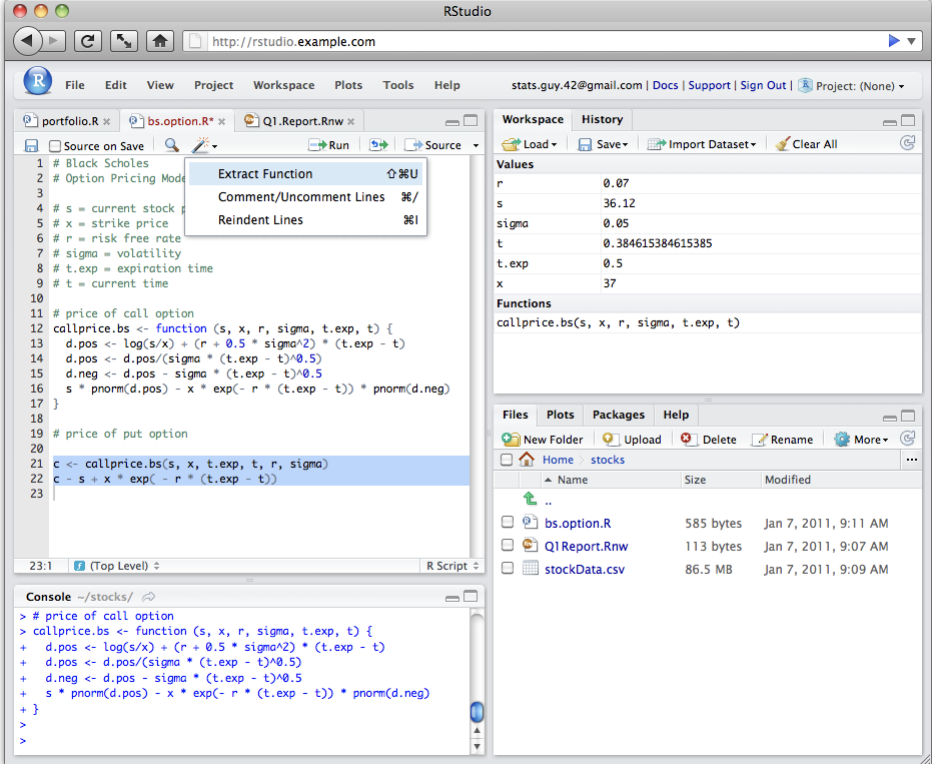 RStudio
http://rstudio.example.com
R File Edit View Project Workspace Plots Tools Help
stats.guy.42@gmail.com | Docs | Support | Sign Out | Project: (None)
portfolio.R × bs.option.R* × Q1.Report.Rnw ×
Source on Save Run Source
Extract Function ⇧⌘U
Comment/Uncomment Lines ⌘/
Reindent Lines ⌘I
1 # Black Scholes
2 # Option Pricing Mode
3
4 # s = current stock p
5 # x = strike price
6 # r = risk free rate
7 # sigma = volatility
8 # t.exp = expiration time
9 # t = current time
10
11 # price of call option
12 callprice.bs <- function (s, x, r, sigma, t.exp, t) {
13 d.pos <- log(s/x) + (r + 0.5 * sigma^2) * (t.exp - t)
14 d.pos <- d.pos/(sigma * (t.exp - t)^0.5)
15 d.neg <- d.pos - sigma * (t.exp - t)^0.5
16 s * pnorm(d.pos) - x * exp(- r * (t.exp - t)) * pnorm(d.neg)
17 }
18
19 # price of put option
20
21 c <- callprice.bs(s, x, t.exp, t, r, sigma)
22 c - s + x * exp( - r * (t.exp - t))
23
23:1 (Top Level) R Script
Console ~/stocks/
> # price of call option
> callprice.bs <- function (s, x, r, sigma, t.exp, t) {
+ d.pos <- log(s/x) + (r + 0.5 * sigma^2) * (t.exp - t)
+ d.pos <- d.pos/(sigma * (t.exp - t)^0.5)
+ d.neg <- d.pos - sigma * (t.exp - t)^0.5
+ s * pnorm(d.pos) - x * exp(- r * (t.exp - t)) * pnorm(d.neg)
+ }
>
>
Workspace History
Load Save Import Dataset Clear All
Values
r 0.07
s 36.12
sigma 0.05
t 0.384615384615385
t.exp 0.5
x 37
Functions
callprice.bs(s, x, r, sigma, t.exp, t)
Files Plots Packages Help
New Folder Upload Delete Rename More
Home stocks ...
Name Size Modified
..
bs.option.R 585 bytes Jan 7, 2011, 9:11 AM
Q1Report.Rnw 113 bytes Jan 7, 2011, 9:07 AM
stockData.csv 86.5 MB Jan 7, 2011, 9:09 AM